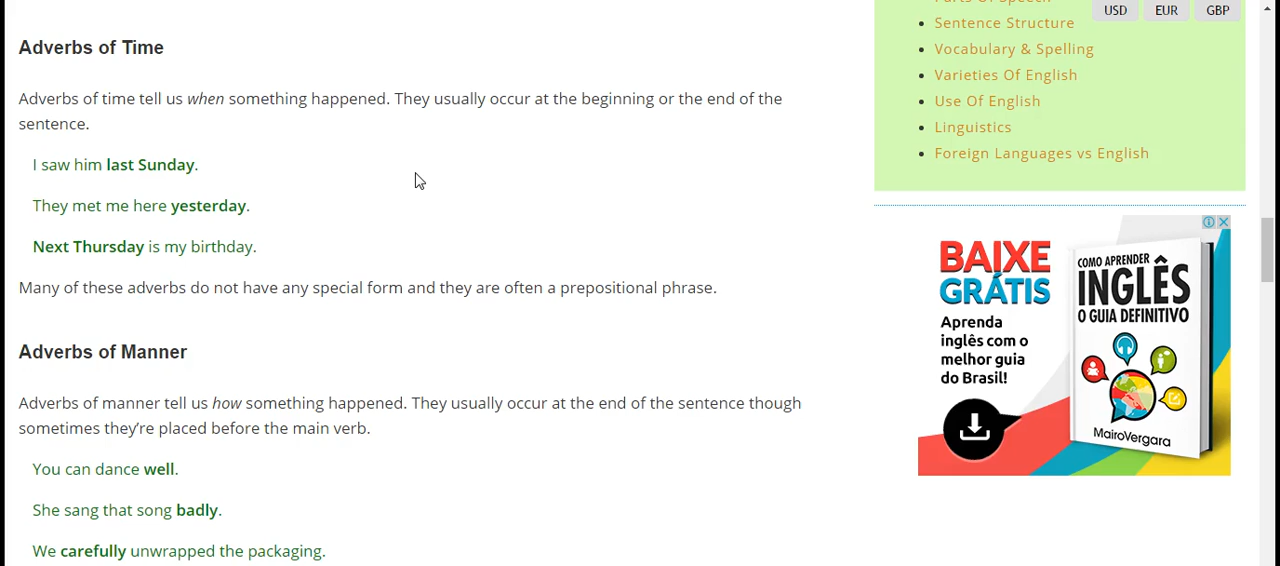 Adverbs of Time
Adverbs of time tell us when something happened. They usually occur at the beginning or the end of the
sentence.
I saw him last Sunday.
They met me here yesterday.
Next Thursday is my birthday.
Many of these adverbs do not have any special form and they are often a prepositional phrase.
Adverbs of Manner
Adverbs of manner tell us how something happened. They usually occur at the end of the sentence though
sometimes they’re placed before the main verb.
You can dance well.
She sang that song badly.
We carefully unwrapped the packaging.
Parts Of Speech
USD EUR GBP
Sentence Structure
Vocabulary & Spelling
Varieties Of English
Use Of English
Linguistics
Foreign Languages vs English
BAIXE
GRÁTIS
Aprenda
inglês com o
melhor guia
do Brasil!
COMO APRENDER
INGLÊS
O GUIA DEFINITIVO
MairoVergara